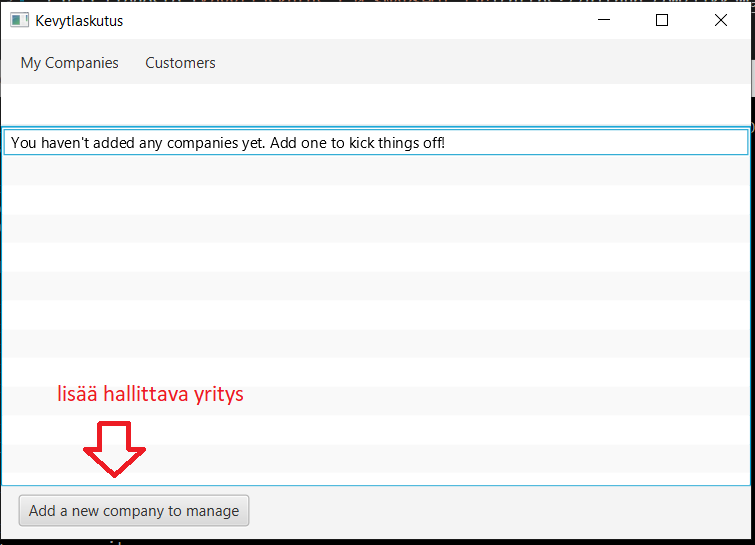 Kevytlaskutus
My Companies Customers
You haven't added any companies yet. Add one to kick things off!
lisää hallittava yritys
Add a new company to manage